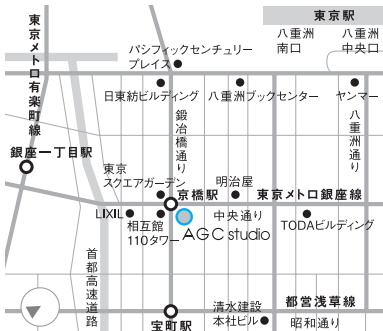 東京駅
八重洲
南口
八重洲
中央口
東京メトロ有楽町線
パシフィックセンチュリー
プレイス
日東紡ビルディング
八重洲ブックセンター
ヤンマー
鍛冶橋通り
八重洲通り
銀座一丁目駅
東京
スクエアガーデン
京橋駅
明治屋
東京メトロ銀座線
LIXIL
相互館
110タワー
中央通り
TODAビルディング
AGC studio
首都高速道路
清水建設
本社ビル
都営浅草線
昭和通り
宝町駅